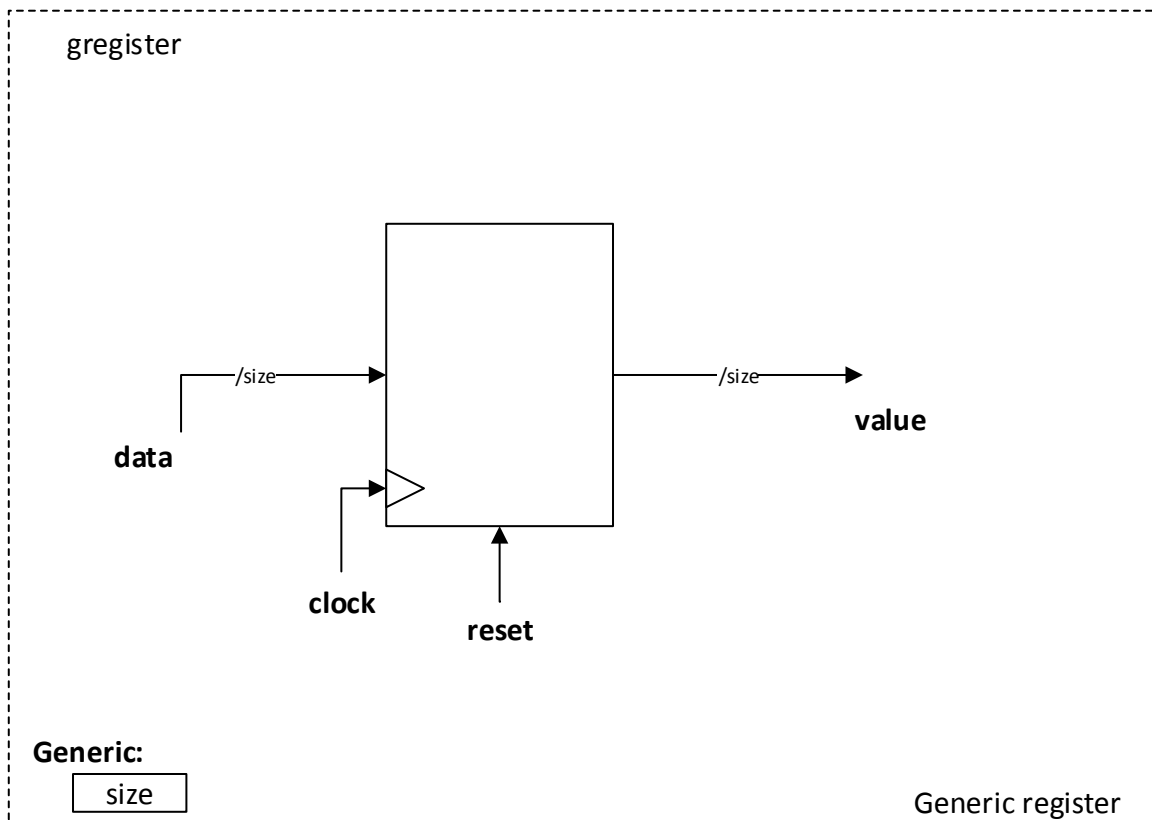 gregister
/size
/size
value
data
clock
reset
Generic:
size
Generic register